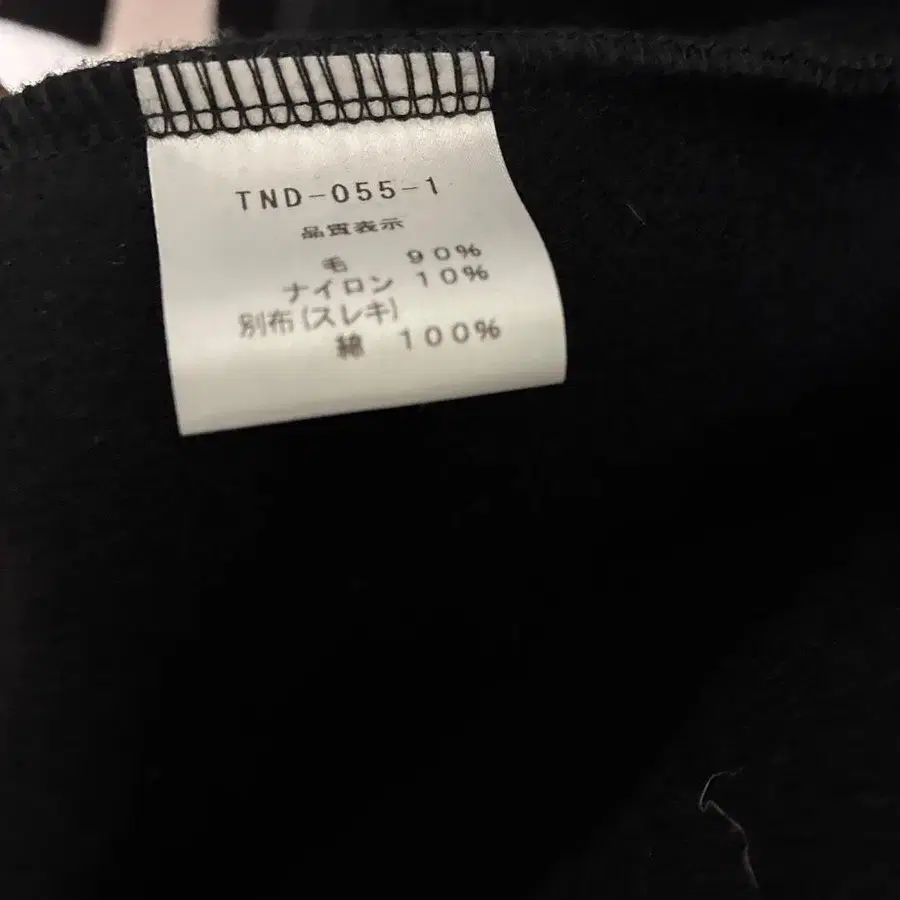 TND-055-1
品質表示
毛 90%
ナイロン 10%
別布(スレキ)
綿 100%